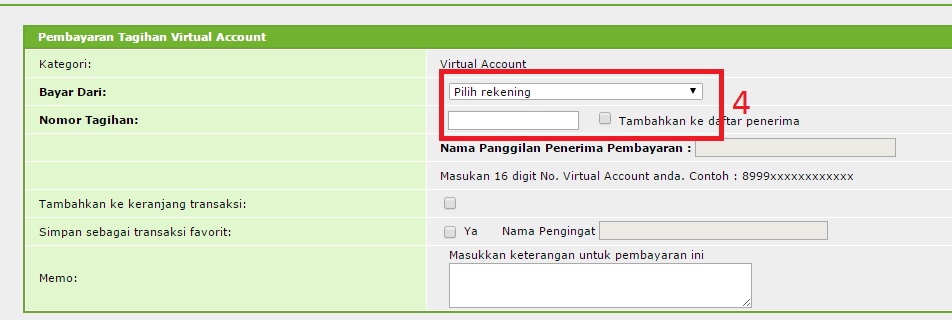 Pembayaran Tagihan Virtual Account
Kategori: Virtual Account
Bayar Dari: Pilih rekening
4
Nomor Tagihan: Tambahkan ke daftar penerima
Nama Panggilan Penerima Pembayaran :
Masukan 16 digit No. Virtual Account anda. Contoh : 8999xxxxxxxxxxxx
Tambahkan ke keranjang transaksi:
Simpan sebagai transaksi favorit: Ya Nama Pengingat
Masukkan keterangan untuk pembayaran ini
Memo: